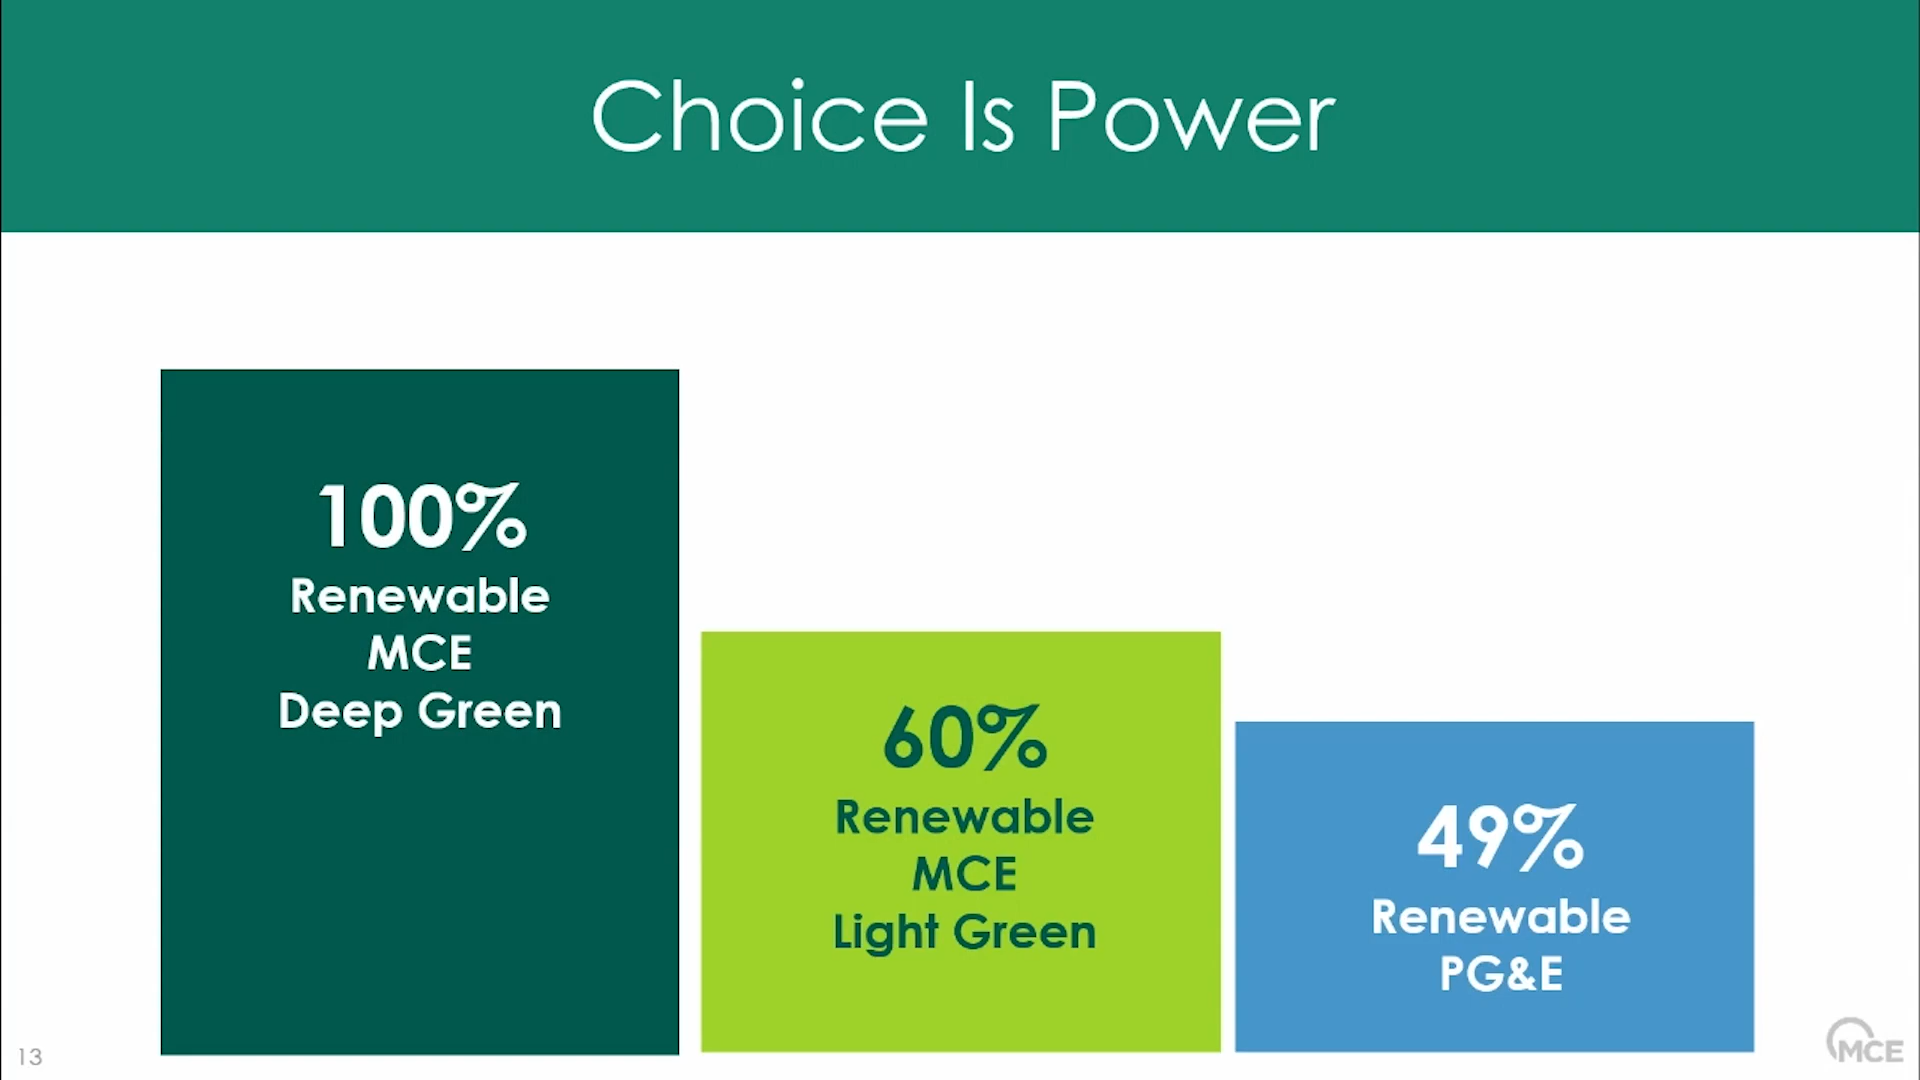 Choice Is Power
100%
Renewable
MCE
Deep Green
60%
Renewable
MCE
Light Green
49%
Renewable
PG&E
13
MCE